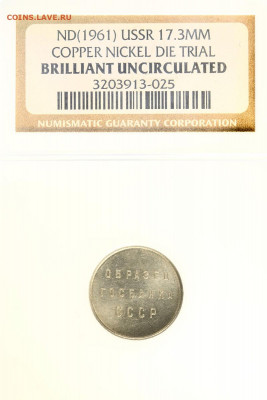 COINS.LAVE.RU
ND(1961) USSR 17.3MM
COPPER NICKEL DIE TRIAL
BRILLIANT UNCIRCULATED
3203913-025
NUMISMATIC GUARANTY CORPORATION
ОБРАЗЕЦ
ГОСБАНКА
СССР